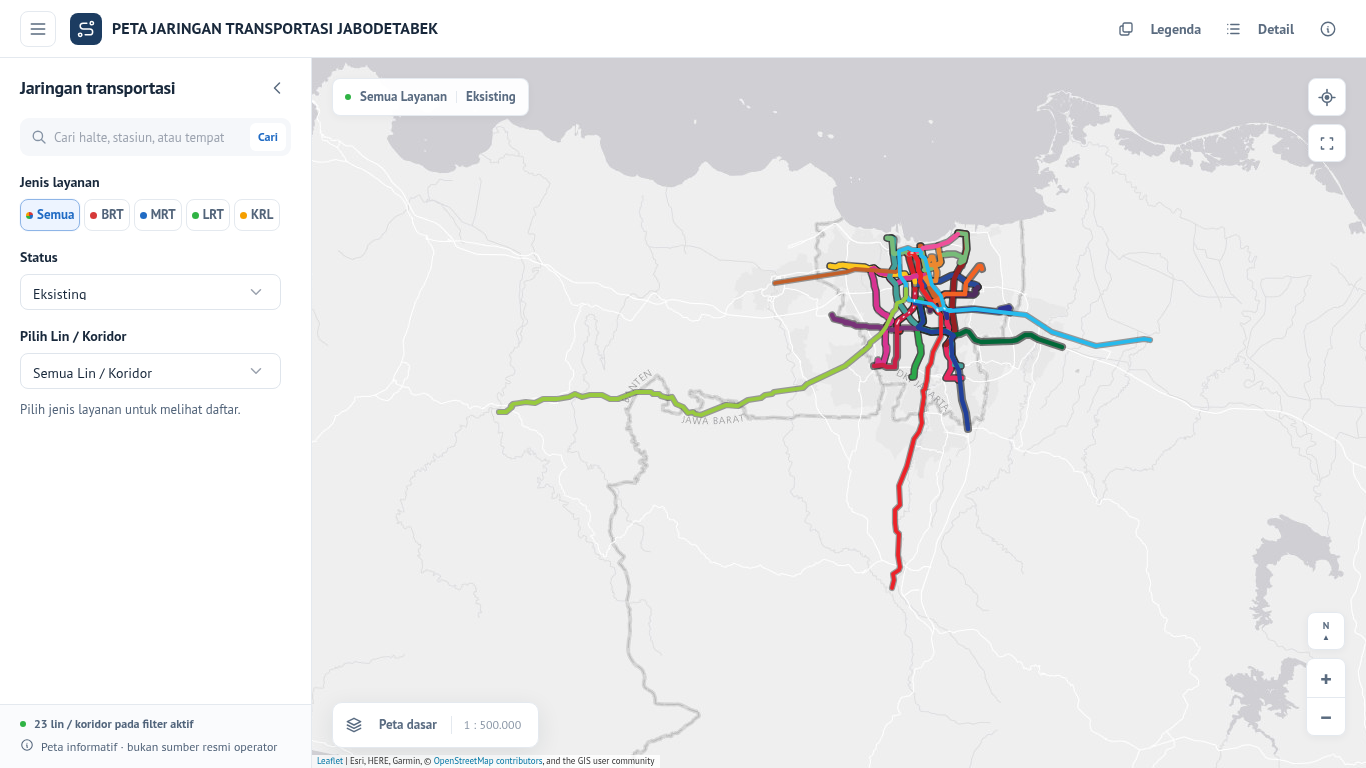 PETA JARINGAN TRANSPORTASI JABODETABEK
Legenda
Detail
Jaringan transportasi
Cari halte, stasiun, atau tempat
Cari
Jenis layanan
Semua
BRT
MRT
LRT
KRL
Status
Eksisting
Pilih Lin / Koridor
Semua Lin / Koridor
Pilih jenis layanan untuk melihat daftar.
23 lin / koridor pada filter aktif
Peta informatif · bukan sumber resmi operator
Semua Layanan
Eksisting
JAWA BARAT
N
+
−
Peta dasar
1 : 500.000
Leaflet | Esri, HERE, Garmin, © OpenStreetMap contributors, and the GIS user community